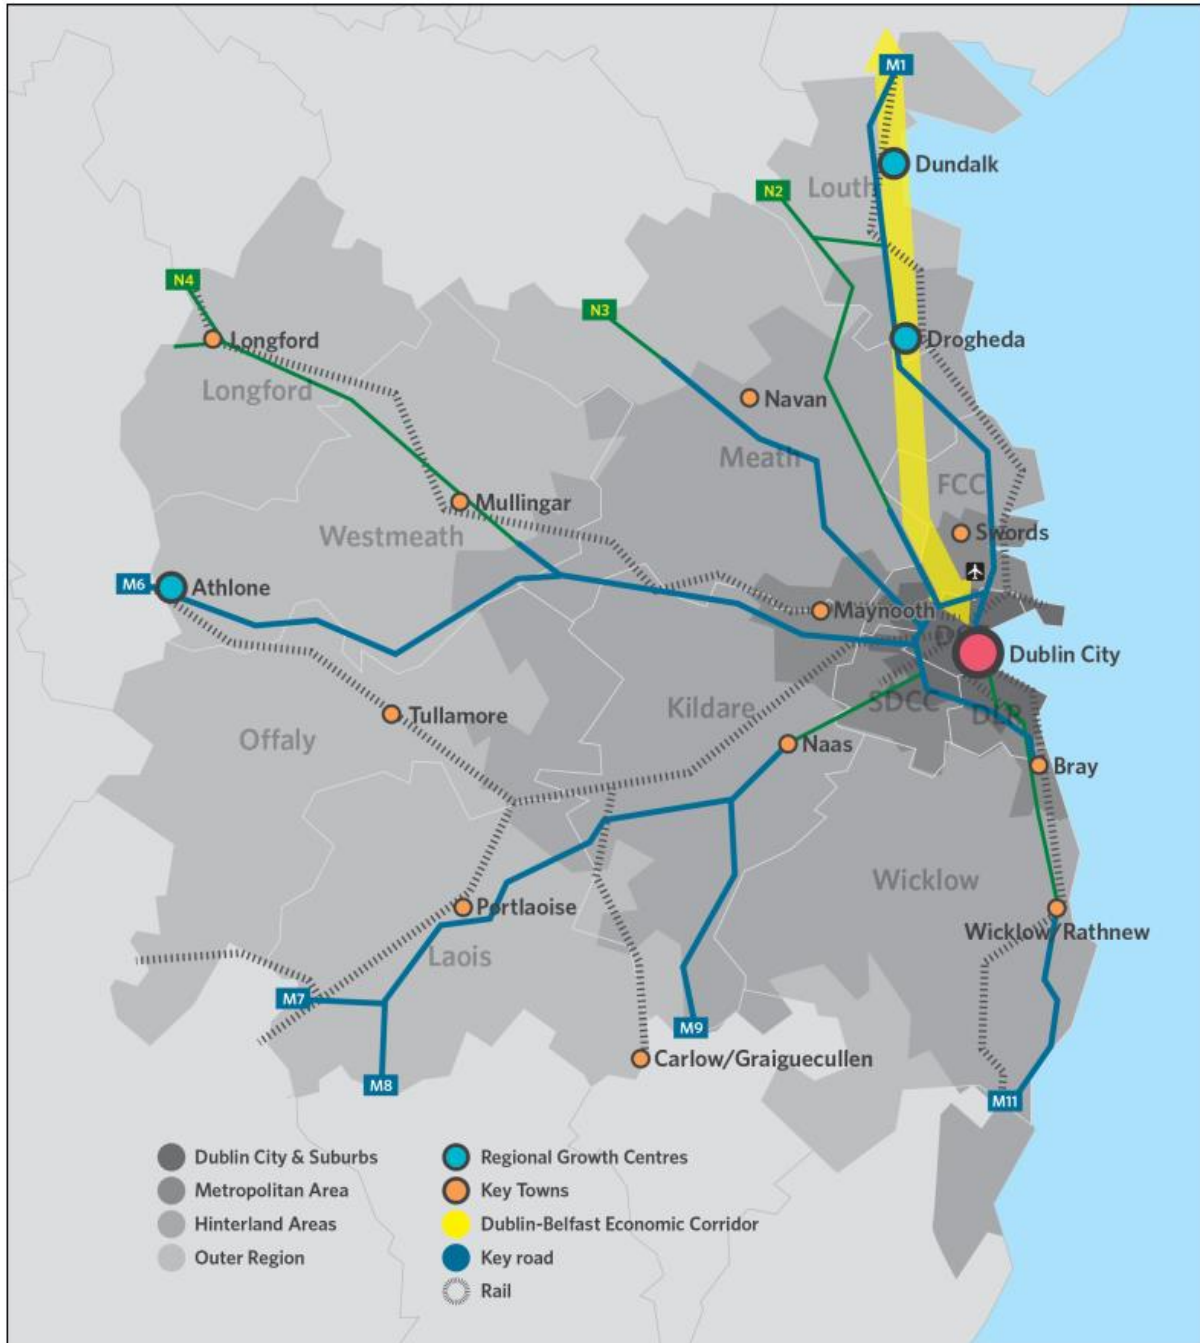 M1
Dundalk
Louth
N2
N4
N3
Longford
Drogheda
Longford
Navan
Meath
FCC
Mullingar
Swords
Westmeath
M6
Athlone
Maynooth
Dublin City
Kildare
SDCC
DLR
Tullamore
Offaly
Naas
Bray
Wicklow
Portlaoise
Wicklow/Rathnew
Laois
M7
M9
Carlow/Graiguecullen
M8
M11
Dublin City & Suburbs
Metropolitan Area
Hinterland Areas
Outer Region
Regional Growth Centres
Key Towns
Dublin-Belfast Economic Corridor
Key road
Rail